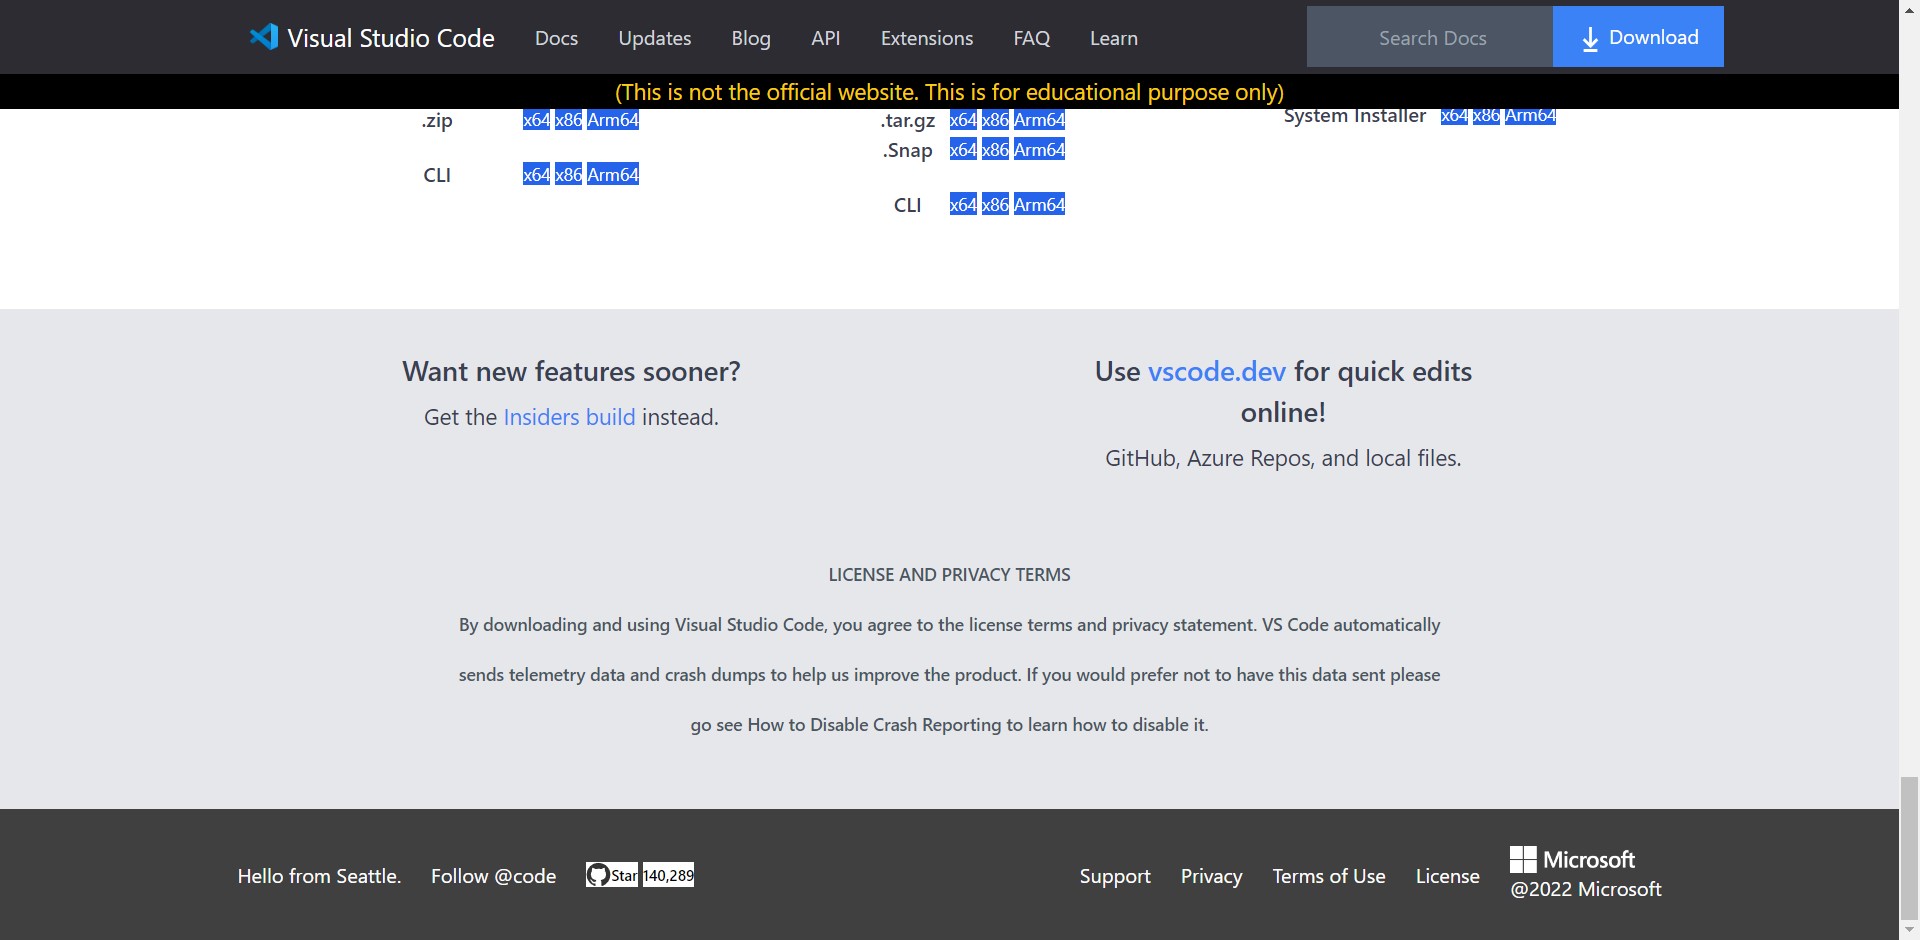 Visual Studio Code Docs Updates Blog API Extensions FAQ Learn Search Docs Download
(This is not the official website. This is for educational purpose only)
.zip x64 x86 Arm64
CLI x64 x86 Arm64
.tar.gz x64 x86 Arm64
.Snap x64 x86 Arm64
CLI x64 x86 Arm64
System Installer x64 x86 Arm64
Want new features sooner?
Get the Insiders build instead.
Use vscode.dev for quick edits
online!
GitHub, Azure Repos, and local files.
LICENSE AND PRIVACY TERMS
By downloading and using Visual Studio Code, you agree to the license terms and privacy statement. VS Code automatically
sends telemetry data and crash dumps to help us improve the product. If you would prefer not to have this data sent please
go see How to Disable Crash Reporting to learn how to disable it.
Hello from Seattle. Follow @code Star 140,289
Support Privacy Terms of Use License
Microsoft
@2022 Microsoft